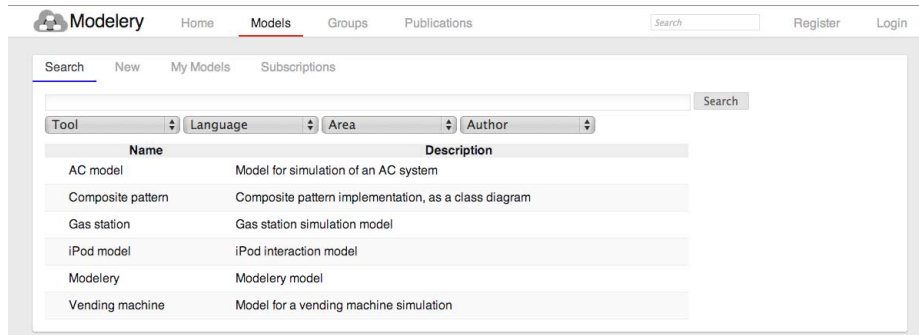 Modelery Home Models Groups Publications Search Register Login
Search New My Models Subscriptions
Search
Tool Language Area Author
Name Description
AC model Model for simulation of an AC system
Composite pattern Composite pattern implementation, as a class diagram
Gas station Gas station simulation model
iPod model iPod interaction model
Modelery Modelery model
Vending machine Model for a vending machine simulation